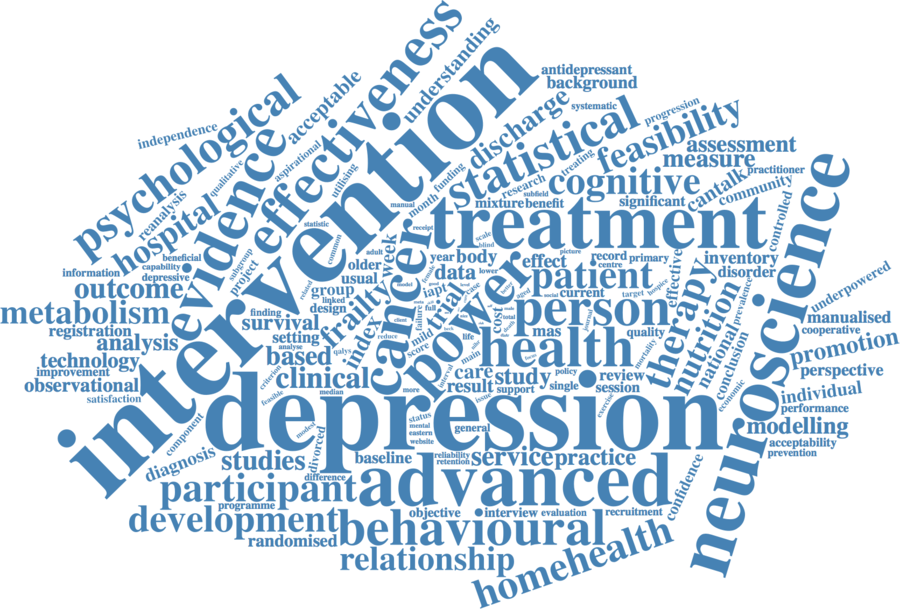 understanding
antidepressant
background
effectiveness
acceptable
systematic
progression
independence
psychological
discharge
statistical
feasibility
assessment
measure
qualitative
aspirational
utilising
funding
month
research
treating
practitioner
reanalysis
evidence
intervention
manual
subfield
cognitive
mixture
benefit
significant
cantalk
community
hospital
statistic
receipt
treatment
controlled
neuroscience
beneficial
subgroup
common
adult
week
scale
blind
picture
information
capability
depressive
project
older
year
body
effect
record
primary
centre
effective
inventory
disorder
outcome
related
usual
data
lower
patient
target
hospice
underpowered
metabolism
group
linked
design
frailty
cancer
iapt
trial
power
current
person
therapy
nutrition
prevalence
manualised
cooperative
registration
finding
survival
setting
analysis
analyse
index
client
model
failure
mild
score
cost
mas
health
quality
national
conclusion
promotion
technology
improvement
observational
satisfaction
criterion
feasible
based
qalys
reduce
clinical
median
more
life
main
interval
care
result
study
support
policy
single
review
session
mortality
economic
perspective
individual
performance
modelling
acceptability
prevention
component
depression
modest
divorced
status
mental
eastern
website
general
exercise
diagnosis
studies
difference
baseline
reliability
retention
service
practice
confidence
participant
programme
advanced
development
objective
interview
evaluation
recruitment
randomised
behavioural
relationship
homehealth